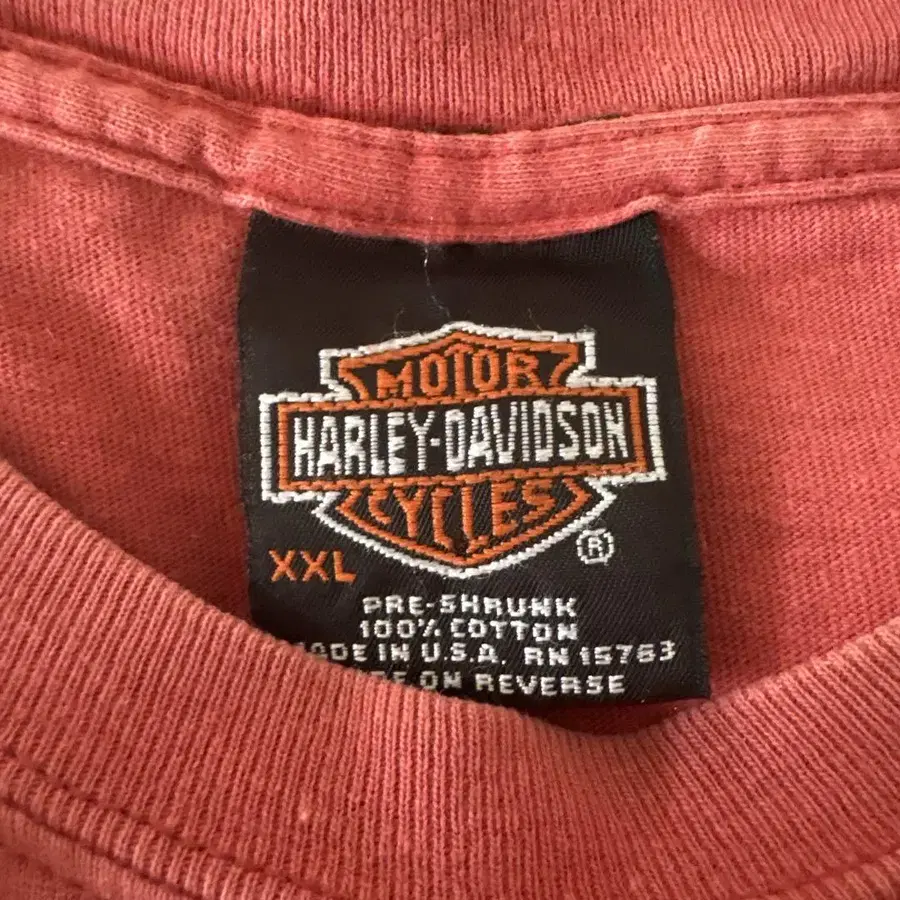 MOTOR
HARLEY-DAVIDSON
CYCLES
®
XXL
PRE-SHRUNK
100% COTTON
MADE IN U.S.A. RN 15763
ON REVERSE